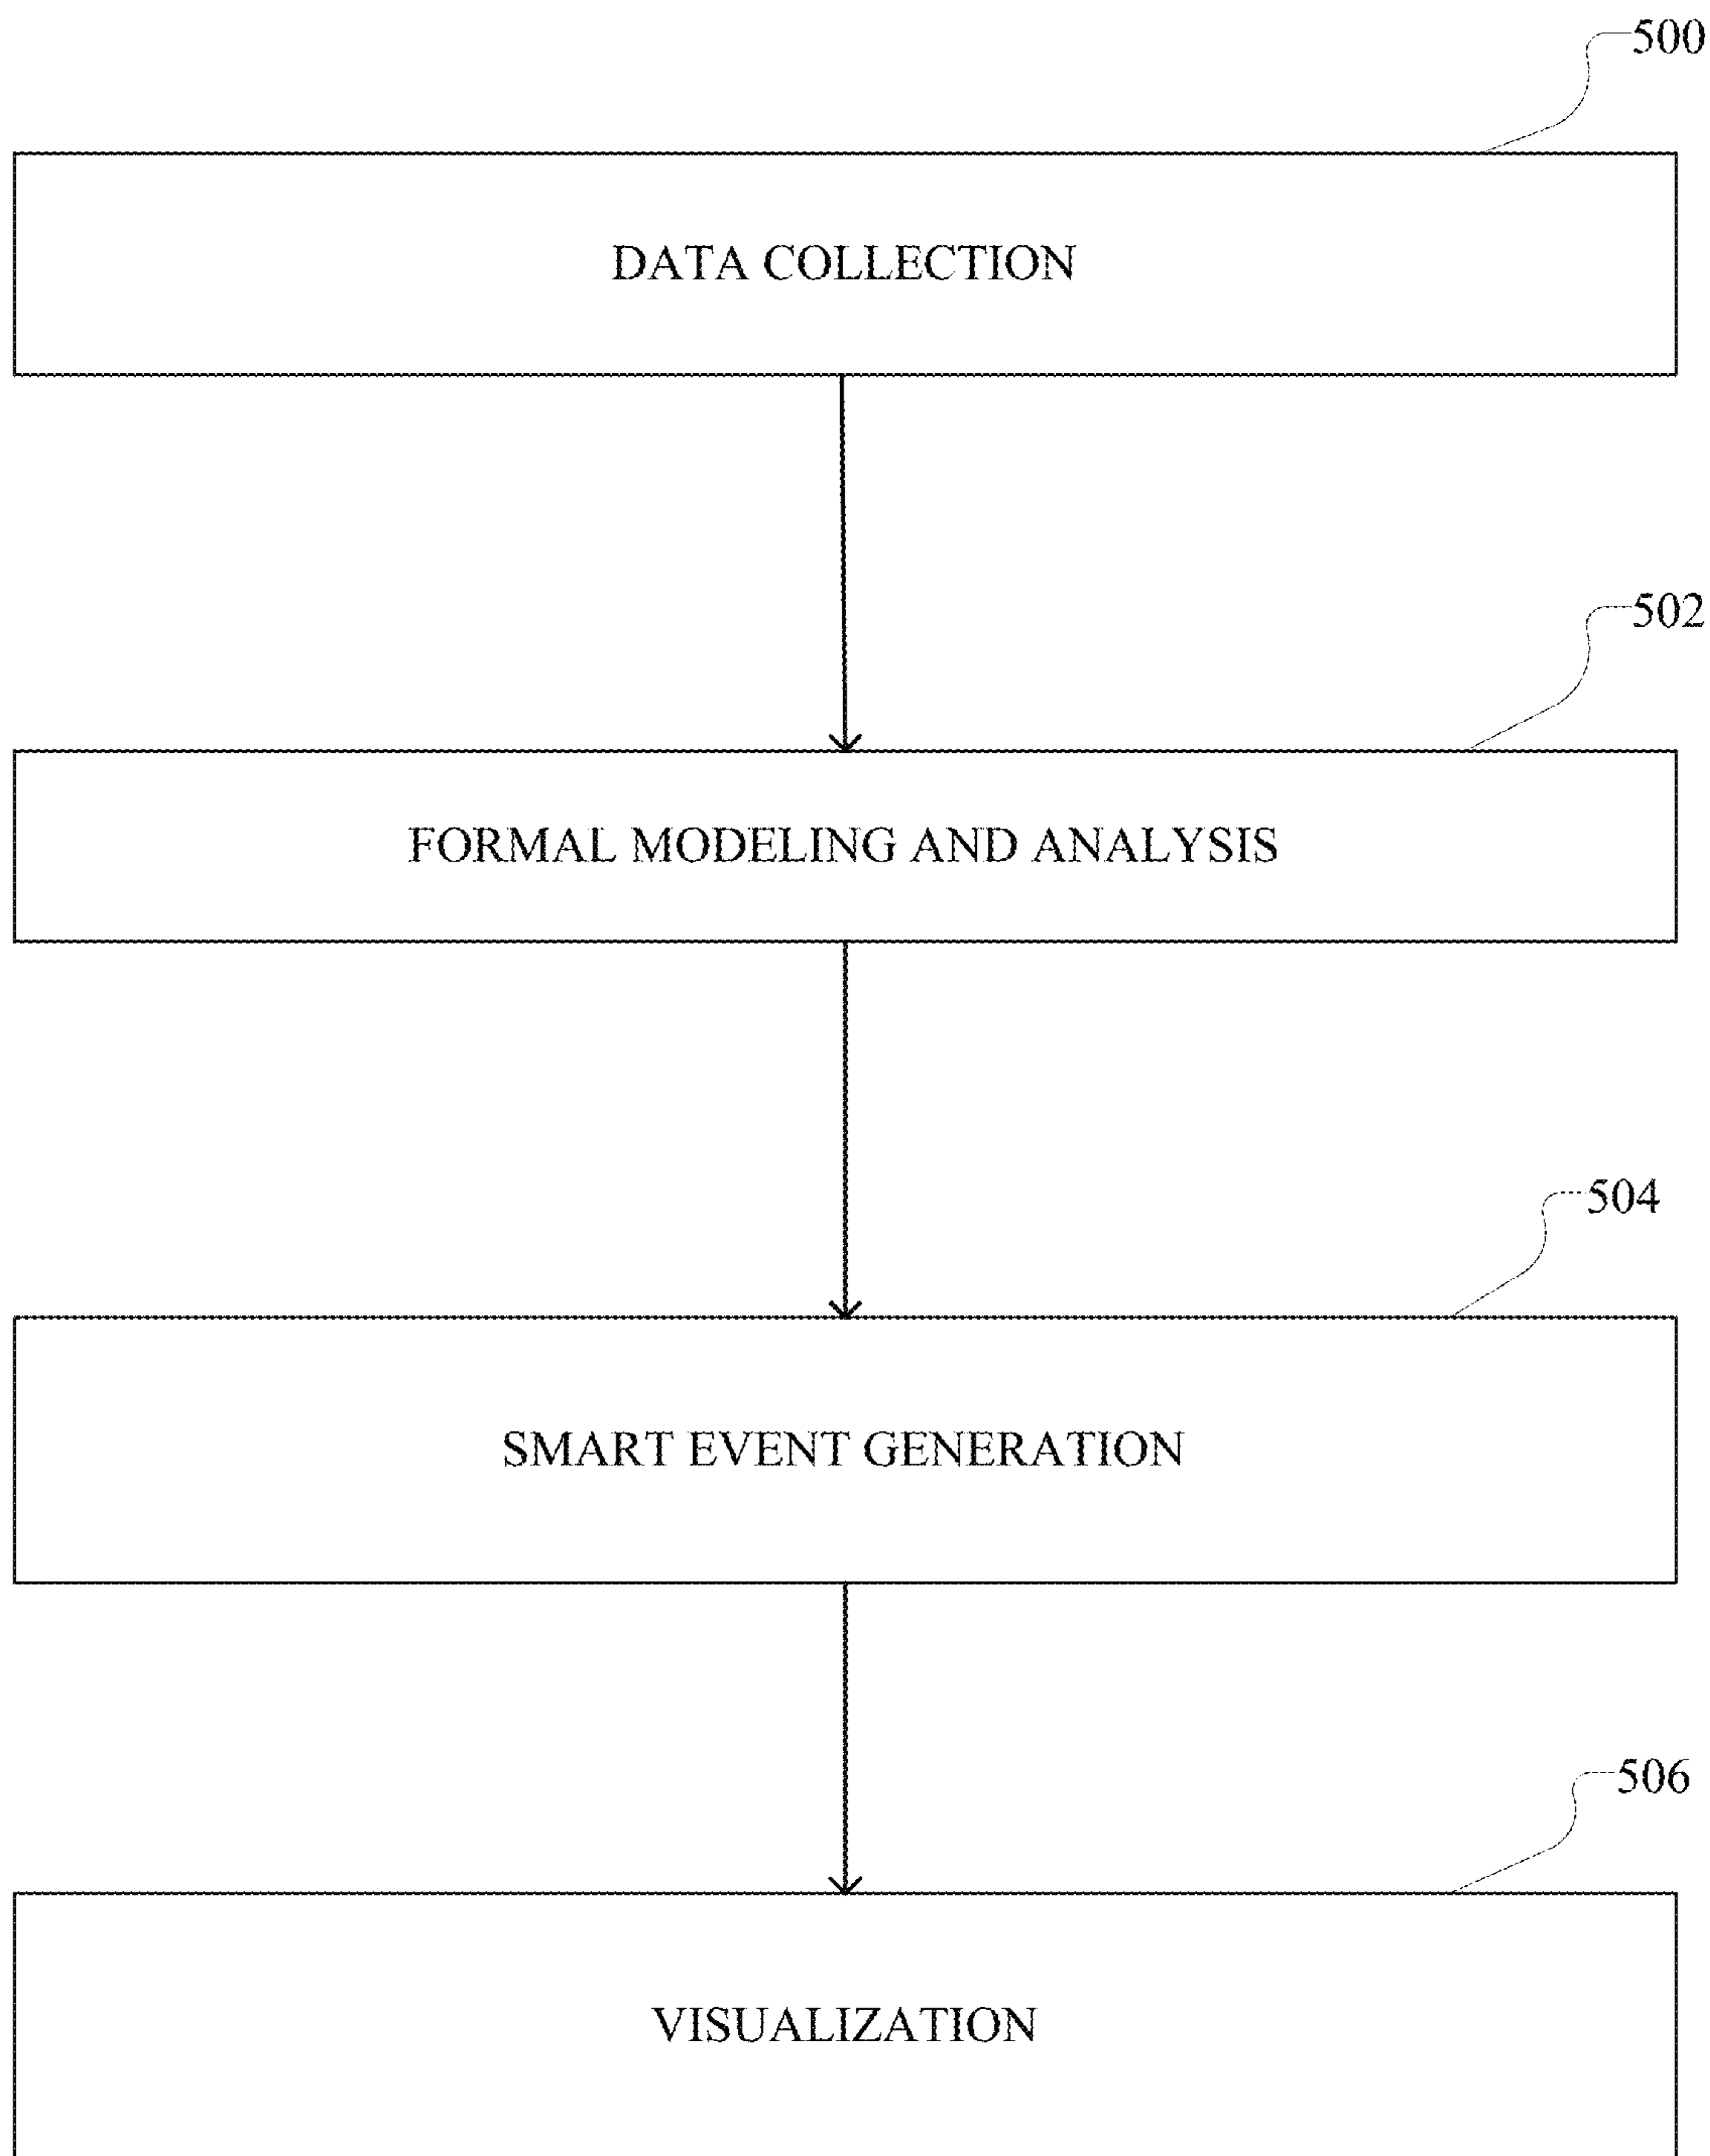 500
DATA COLLECTION
502
FORMAL MODELING AND ANALYSIS
504
SMART EVENT GENERATION
506
VISUALIZATION